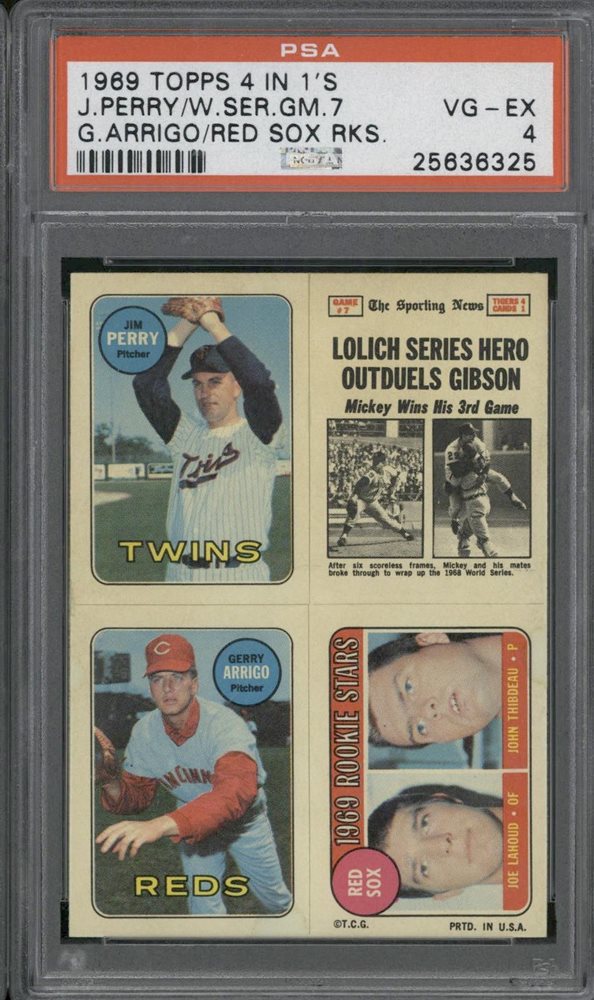 PSA
1969 TOPPS 4 IN 1'S
J.PERRY/W.SER.GM.7 VG-EX
G.ARRIGO/RED SOX RKS. 4
25636325
JIM
PERRY
Pitcher
Twins
TWINS
GAME
#7
The Sporting News
TIGERS 4
CARDS 1
LOLICH SERIES HERO
OUTDUELS GIBSON
Mickey Wins His 3rd Game
After six scoreless frames, Mickey and his mates
broke through to wrap up the 1968 World Series.
GERRY
ARRIGO
Pitcher
C
REDS
1969 ROOKIE STARS
RED
SOX
JOHN THIBDEAU • P
JOE LAHOUD • OF
©T.C.G.
PRTD. IN U.S.A.